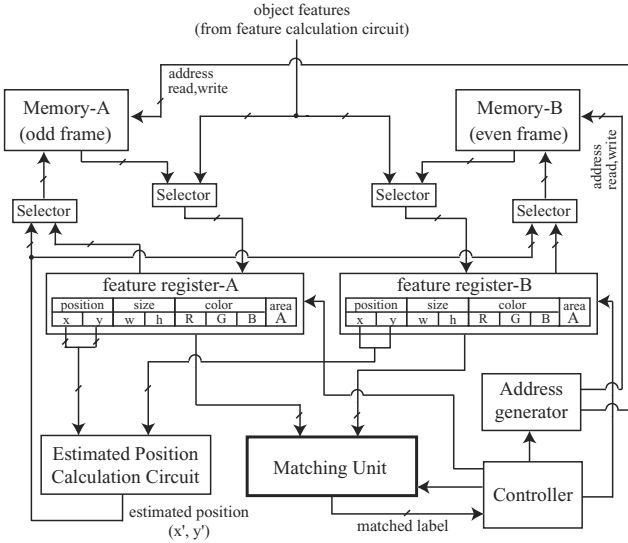 object features
(from feature calculation circuit)
address
read,write
Memory-A
(odd frame)
Memory-B
(even frame)
address
read,write
Selector
Selector
Selector
Selector
feature register-A
position size color area
x y w h R G B A
feature register-B
position size color area
x y w h R G B A
Address
generator
Estimated Position
Calculation Circuit
Matching Unit
Controller
estimated position
(x', y')
matched label